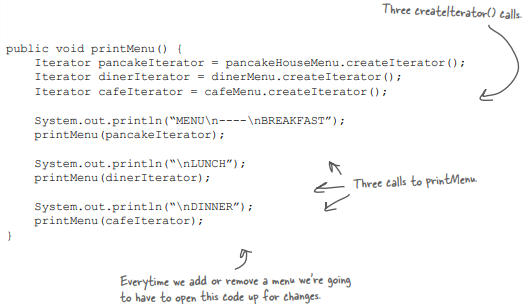 Three createIterator() calls.
public void printMenu() {
Iterator pancakeIterator = pancakeHouseMenu.createIterator();
Iterator dinerIterator = dinerMenu.createIterator();
Iterator cafeIterator = cafeMenu.createIterator();
System.out.println(“MENU\n----\nBREAKFAST”);
printMenu(pancakeIterator);
System.out.println(“\nLUNCH”);
printMenu(dinerIterator);
Three calls to printMenu.
System.out.println(“\nDINNER”);
printMenu(cafeIterator);
}
Everytime we add or remove a menu we’re going
to have to open this code up for changes.